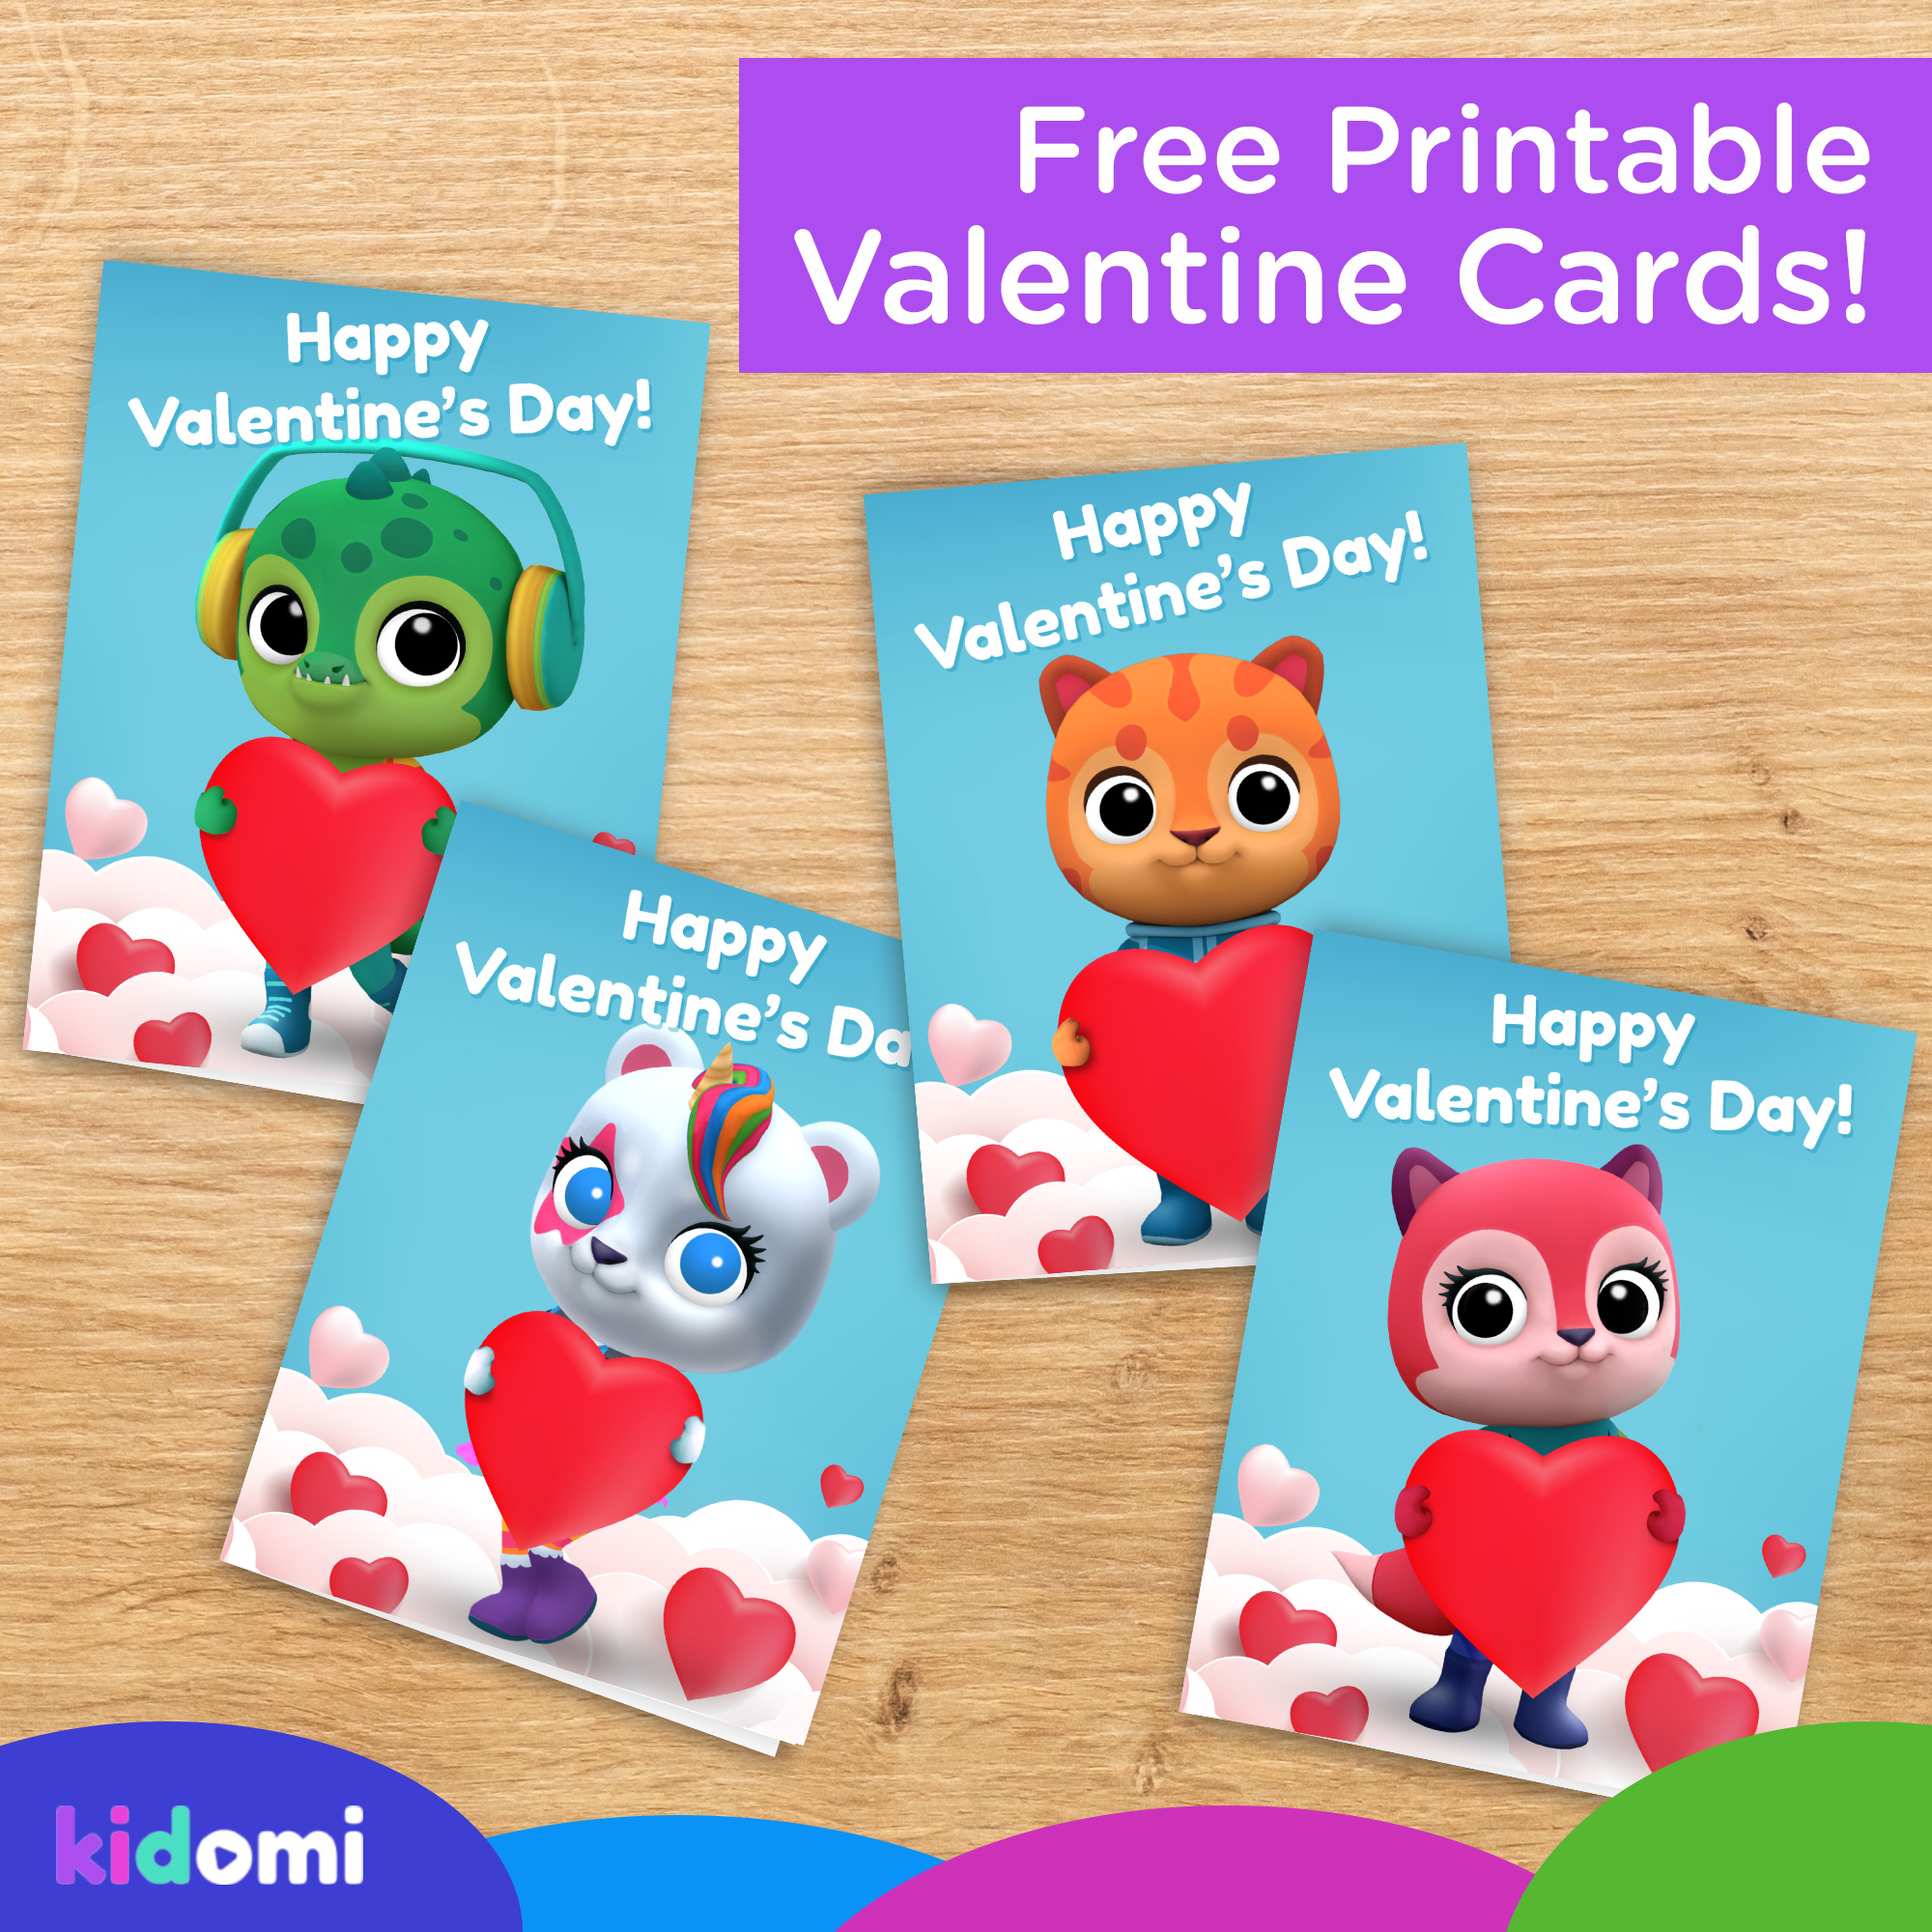 Free Printable
Valentine Cards!
Happy
Valentine's Day!
Happy
Valentine's Day!
Happy
Valentine's Da
Happy
Valentine's Day!
kidomi